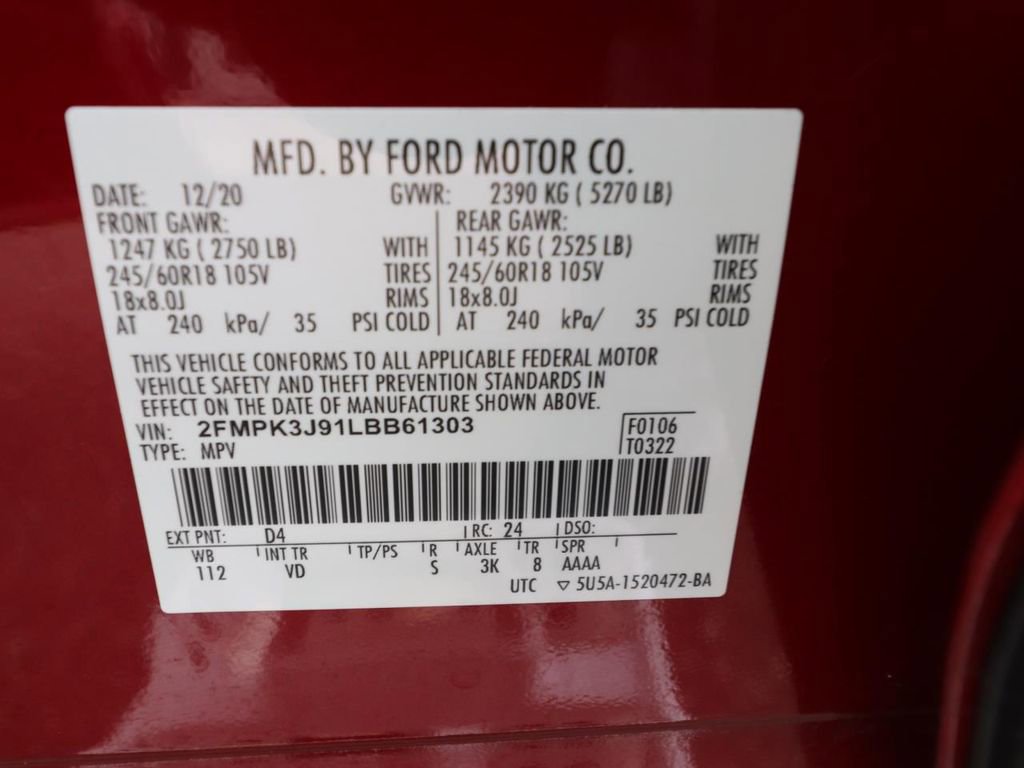 MFD. BY FORD MOTOR CO.
DATE: 12/20 GVWR: 2390 KG ( 5270 LB)
FRONT GAWR: REAR GAWR:
1247 KG ( 2750 LB) WITH 1145 KG ( 2525 LB) WITH
245/60R18 105V TIRES 245/60R18 105V TIRES
18x8.0J RIMS 18x8.0J RIMS
AT 240 kPa/ 35 PSI COLD AT 240 kPa/ 35 PSI COLD
THIS VEHICLE CONFORMS TO ALL APPLICABLE FEDERAL MOTOR
VEHICLE SAFETY AND THEFT PREVENTION STANDARDS IN
EFFECT ON THE DATE OF MANUFACTURE SHOWN ABOVE.
VIN: 2FMPK3J91LBB61303 F0106
TYPE: MPV T0322
EXT PNT: D4 RC: 24 DSO:
WB INT TR TP/PS R AXLE TR SPR
112 VD S 3K 8 AAAA
UTC ▽ 5U5A-1520472-BA